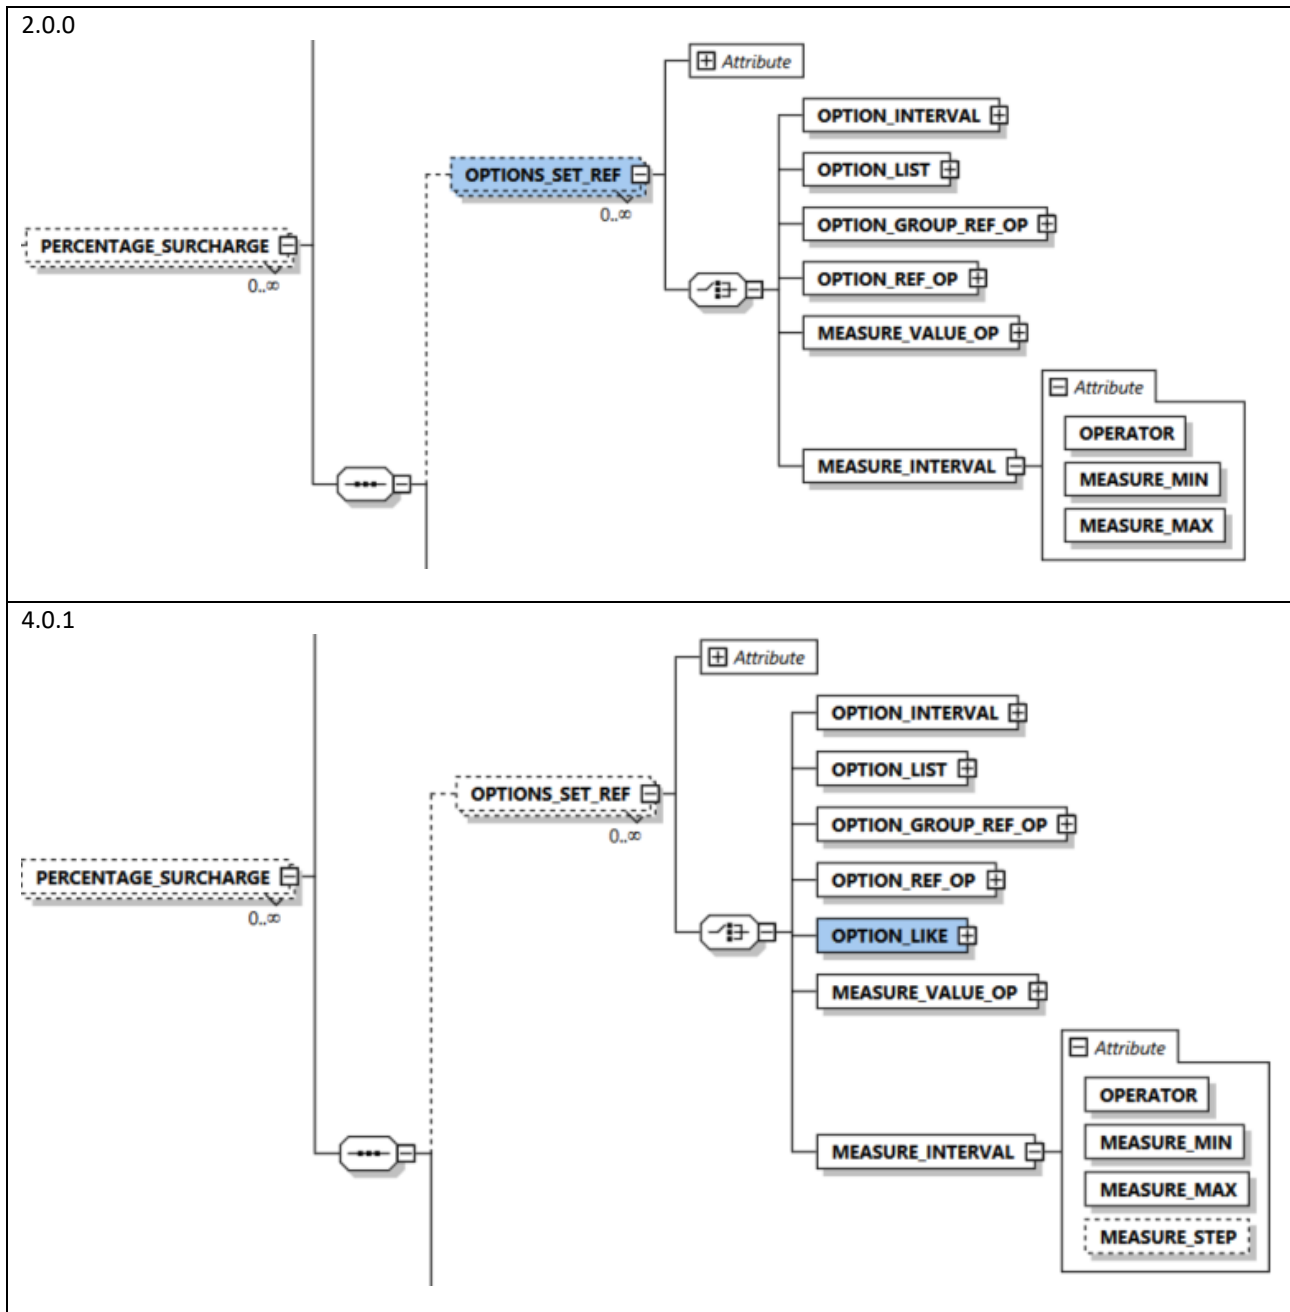 2.0.0
Attribute
OPTION_INTERVAL
OPTION_LIST
OPTIONS_SET_REF
0..∞
OPTION_GROUP_REF_OP
PERCENTAGE_SURCHARGE
0..∞
OPTION_REF_OP
MEASURE_VALUE_OP
Attribute
OPERATOR
MEASURE_INTERVAL
MEASURE_MIN
MEASURE_MAX
4.0.1
Attribute
OPTION_INTERVAL
OPTION_LIST
OPTIONS_SET_REF
0..∞
OPTION_GROUP_REF_OP
PERCENTAGE_SURCHARGE
0..∞
OPTION_REF_OP
OPTION_LIKE
MEASURE_VALUE_OP
Attribute
OPERATOR
MEASURE_INTERVAL
MEASURE_MIN
MEASURE_MAX
MEASURE_STEP